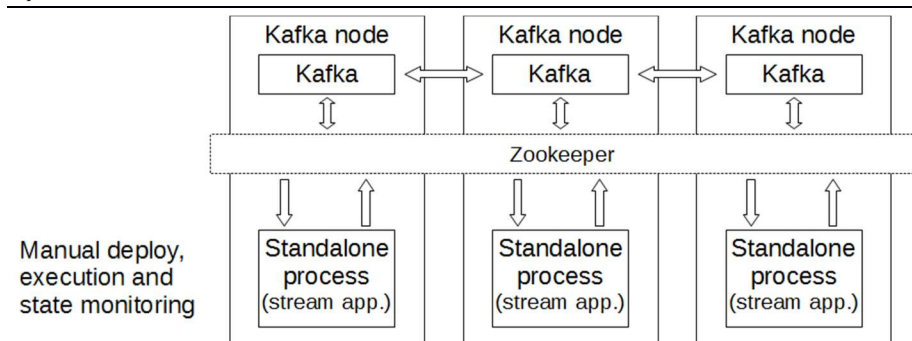 Kafka node
Kafka node
Kafka node
Kafka
Kafka
Kafka
Zookeeper
Manual deploy,
execution and
state monitoring
Standalone
process
(stream app.)
Standalone
process
(stream app.)
Standalone
process
(stream app.)